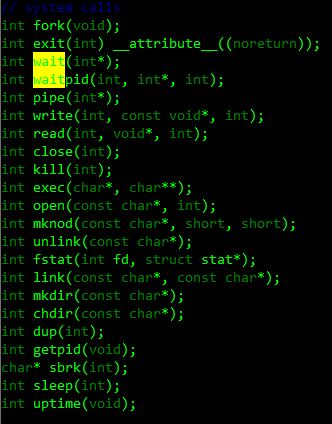 // system calls
int fork(void);
int exit(int) __attribute__((noreturn));
int wait(int*);
int waitpid(int, int*, int);
int pipe(int*);
int write(int, const void*, int);
int read(int, void*, int);
int close(int);
int kill(int);
int exec(char*, char**);
int open(const char*, int);
int mknod(const char*, short, short);
int unlink(const char*);
int fstat(int fd, struct stat*);
int link(const char*, const char*);
int mkdir(const char*);
int chdir(const char*);
int dup(int);
int getpid(void);
char* sbrk(int);
int sleep(int);
int uptime(void);